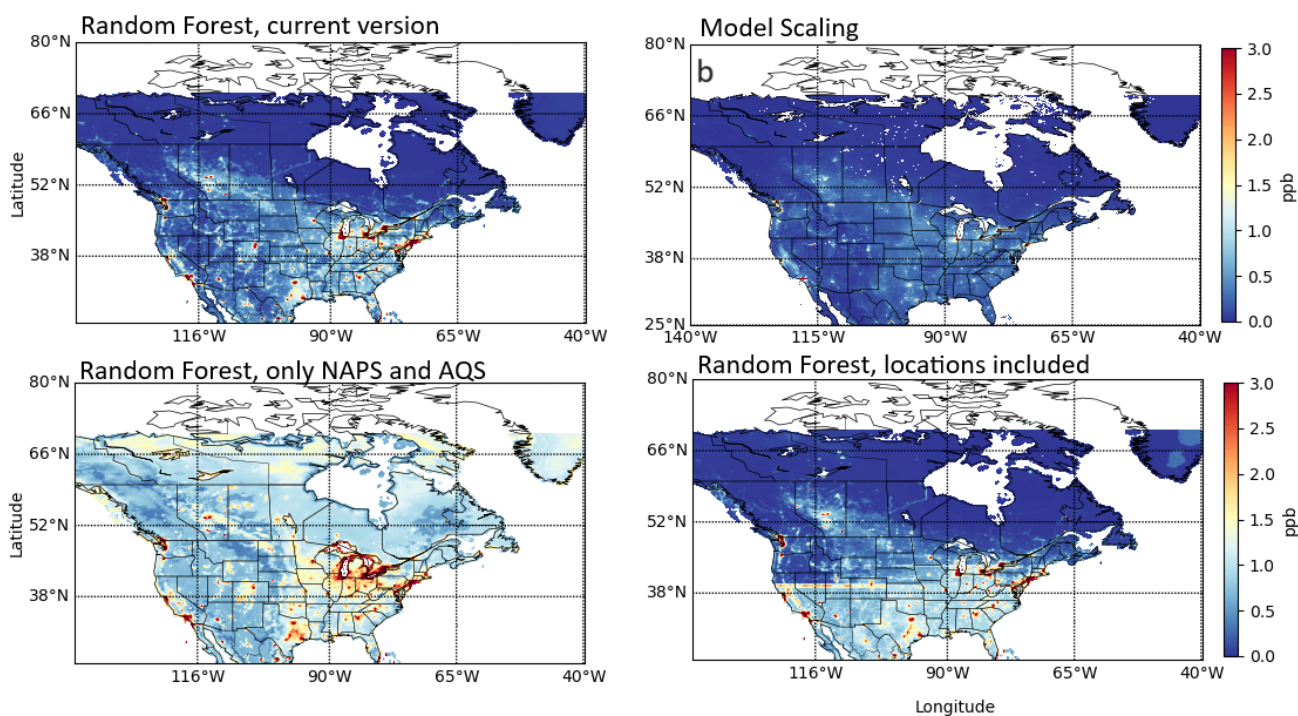 Random Forest, current version
80°N
66°N
52°N
38°N
Latitude
116°W
90°W
65°W
40°W
Model Scaling
b
80°N
66°N
52°N
38°N
25°N
140°W
115°W
90°W
65°W
40°W
3.0
2.5
2.0
1.5
1.0
0.5
0.0
ppb
Random Forest, only NAPS and AQS
80°N
66°N
52°N
38°N
Latitude
116°W
90°W
65°W
40°W
Random Forest, locations included
80°N
66°N
52°N
38°N
116°W
90°W
65°W
40°W
Longitude
3.0
2.5
2.0
1.5
1.0
0.5
0.0
ppb